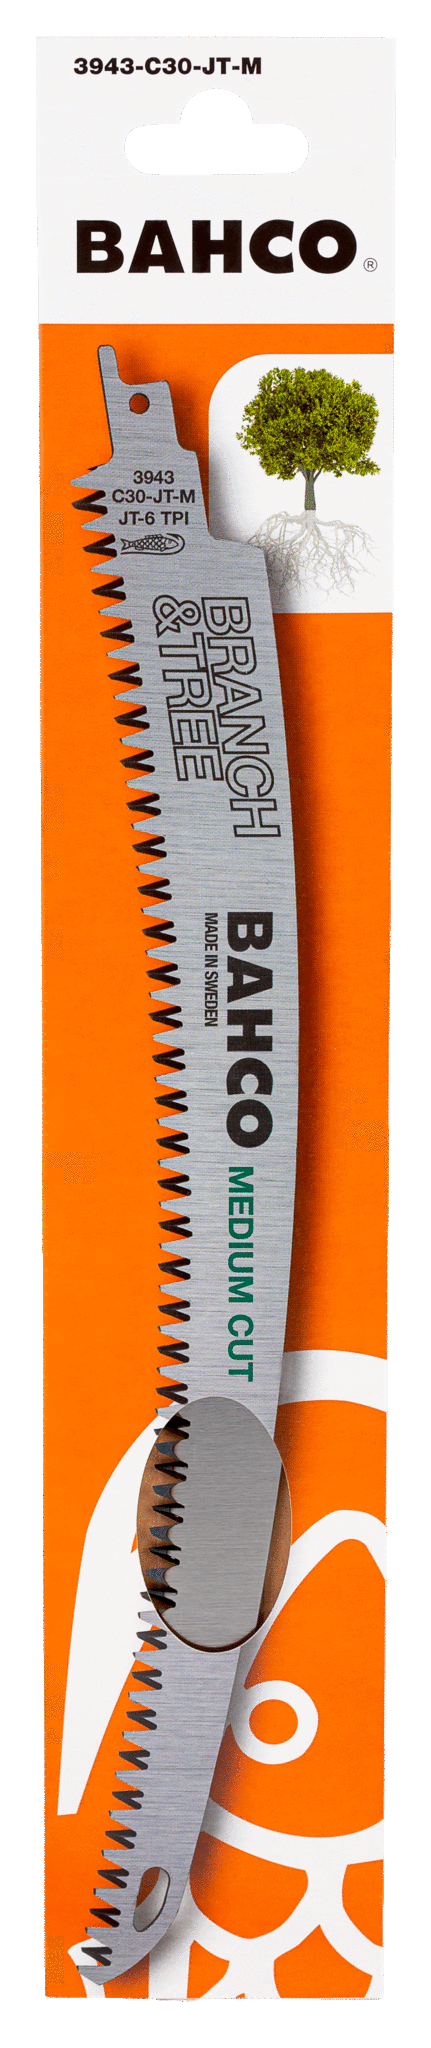 3943-C30-JT-M
BAHCO®
3943
C30-JT-M
JT-6 TPI
BRANCH
& TREE
BAHCO
MADE IN SWEDEN
MEDIUM CUT